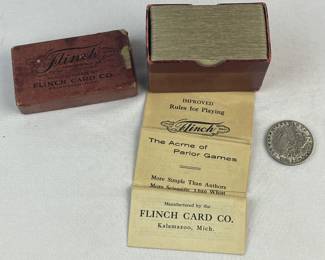 Flinch
FLINCH CARD CO.
IMPROVED
Rules for Playing
Flinch
The Acme of
Parlor Games
More Simple Than Authors
More Scientific Than Whist
Manufactured by the
FLINCH CARD CO.
Kalamazoo, Mich.